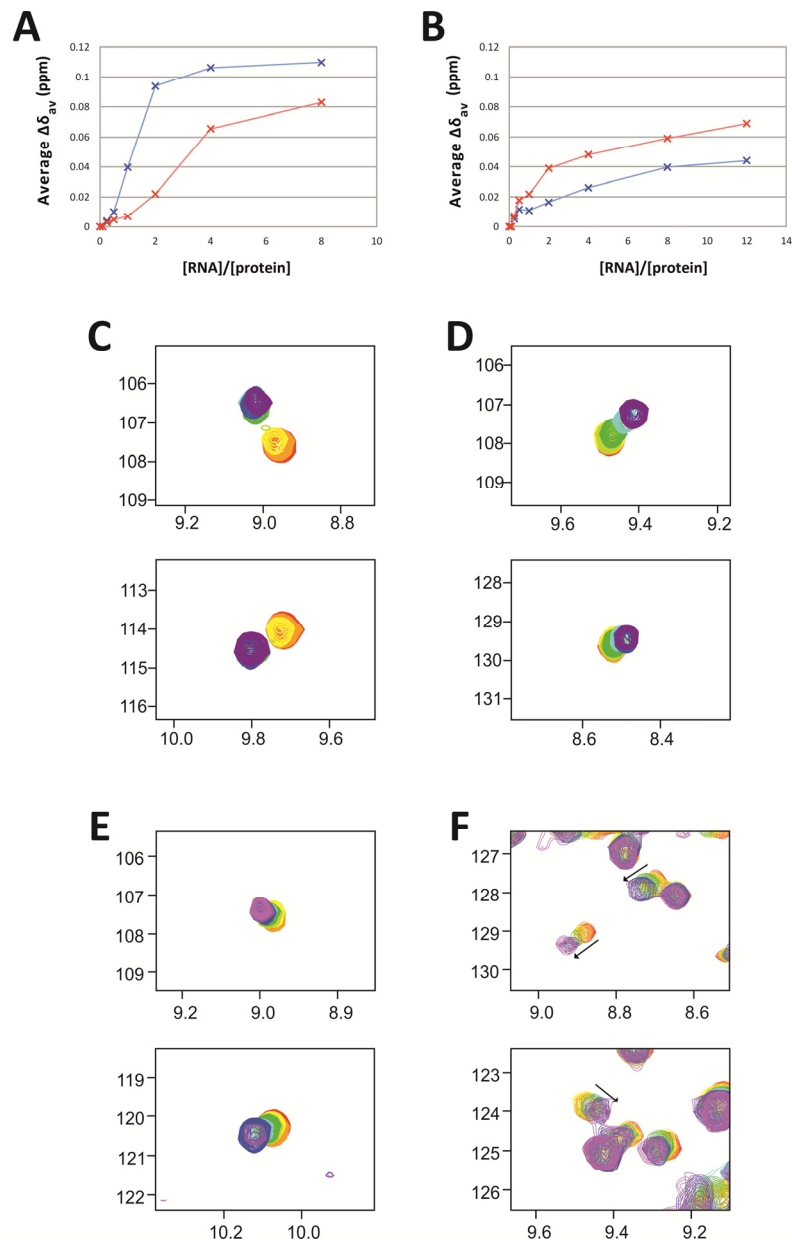 A
B
Average Δδav (ppm)
0.12
0.1
0.08
0.06
0.04
0.02
0
0 2 4 6 8 10
[RNA]/[protein]
Average Δδav (ppm)
0.12
0.1
0.08
0.06
0.04
0.02
0
0 2 4 6 8 10 12 14
[RNA]/[protein]
C
106
107
108
109
9.2 9.0 8.8
D
106
107
108
109
9.6 9.4 9.2
113
114
115
116
10.0 9.8 9.6
128
129
130
131
8.6 8.4
E
106
107
108
109
9.2 9.0 8.9
F
127
128
129
130
9.0 8.8 8.6
119
120
121
122
10.2 10.0
123
124
125
126
9.6 9.4 9.2